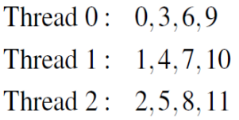 Thread 0 : 0,3,6,9
Thread 1 : 1,4,7,10
Thread 2 : 2,5,8,11